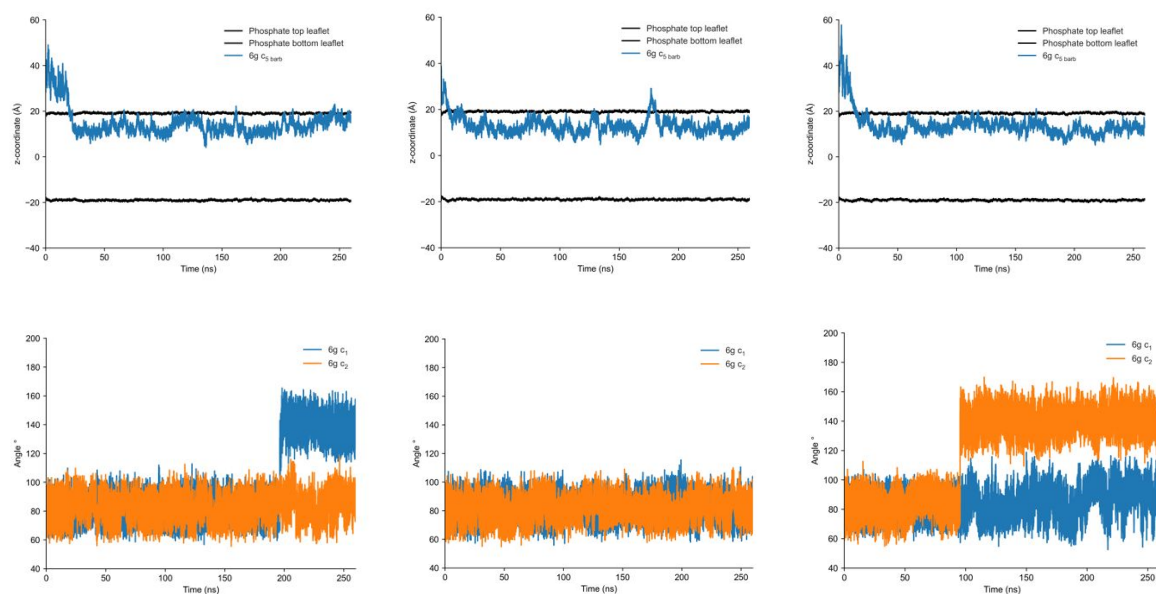 60
40
20
0
−20
−40
z-coordinate (Å)
0 50 100 150 200 250
Time (ns)
Phosphate top leaflet
Phosphate bottom leaflet
6g c5 barb
60
40
20
0
−20
−40
z-coordinate (Å)
0 50 100 150 200 250
Time (ns)
Phosphate top leaflet
Phosphate bottom leaflet
6g c5 barb
60
40
20
0
−20
−40
z-coordinate (Å)
0 50 100 150 200 250
Time (ns)
Phosphate top leaflet
Phosphate bottom leaflet
6g c5 barb
200
180
160
140
120
100
80
60
40
Angle °
0 50 100 150 200 250
Time (ns)
6g c1
6g c2
200
180
160
140
120
100
80
60
40
Angle °
0 50 100 150 200 250
Time (ns)
6g c1
6g c2
200
180
160
140
120
100
80
60
40
Angle °
0 50 100 150 200 250
Time (ns)
6g c1
6g c2